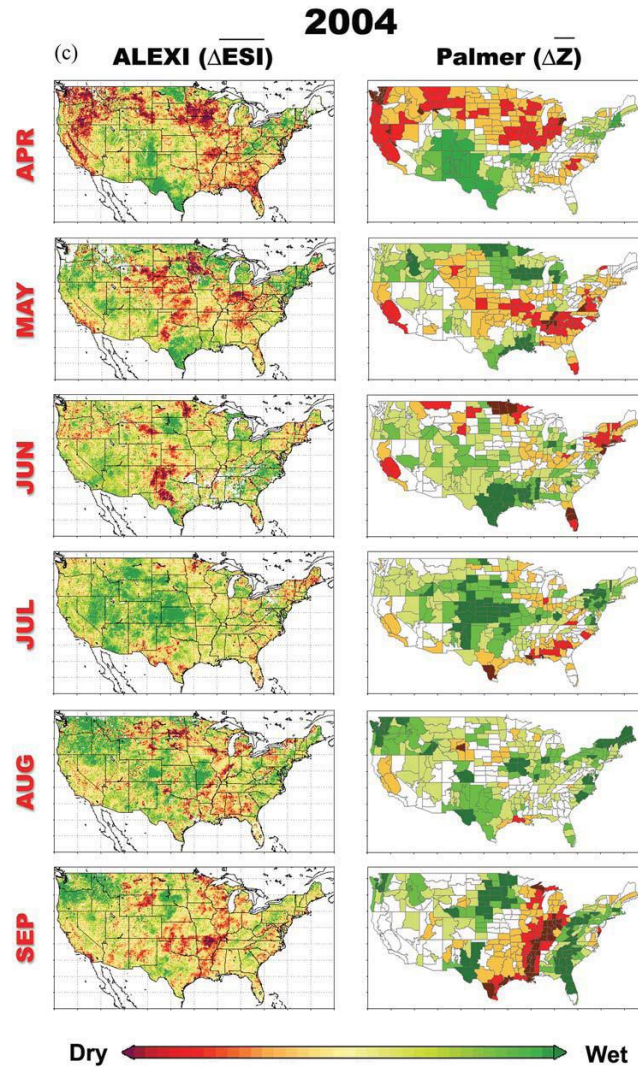 2004
(c) ALEXI (ΔESI) Palmer (ΔZ)
APR
MAY
JUN
JUL
AUG
SEP
Dry Wet